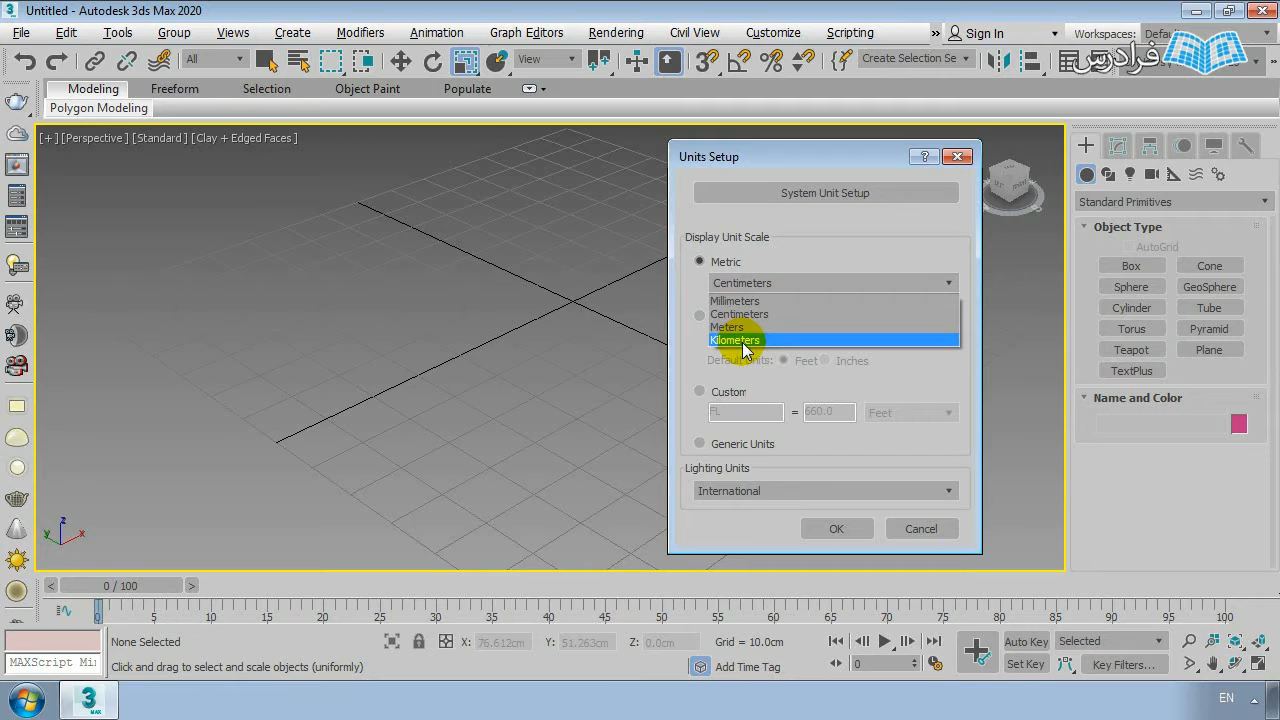 Untitled - Autodesk 3ds Max 2020
File Edit Tools Group Views Create Modifiers Animation Graph Editors Rendering Civil View Customize Scripting » Sign In Workspaces:
All View Create Selection Se
فرادرس
Modeling Freeform Selection Object Paint Populate
Polygon Modeling
[+] [Perspective] [Standard] [Clay + Edged Faces]
Units Setup
System Unit Setup
Display Unit Scale
Metric
Centimeters
Millimeters
Centimeters
Meters
Kilometers
Default Units: Feet Inches
Custom
FL = 660.0 Feet
Generic Units
Lighting Units
International
OK Cancel
Standard Primitives
Object Type
AutoGrid
Box Cone
Sphere GeoSphere
Cylinder Tube
Torus Pyramid
Teapot Plane
TextPlus
Name and Color
z
y x
< 0 / 100 >
0 5 10 15 20 25 30 35 40 45 50 55 60 65 70 75 80 85 90 95 100
None Selected X: 76.612cm Y: 51.263cm Z: 0.0cm Grid = 10.0cm Auto Key Selected
MAXScript Mi Click and drag to select and scale objects (uniformly) Add Time Tag 0 Set Key Key Filters...
3 MAX EN